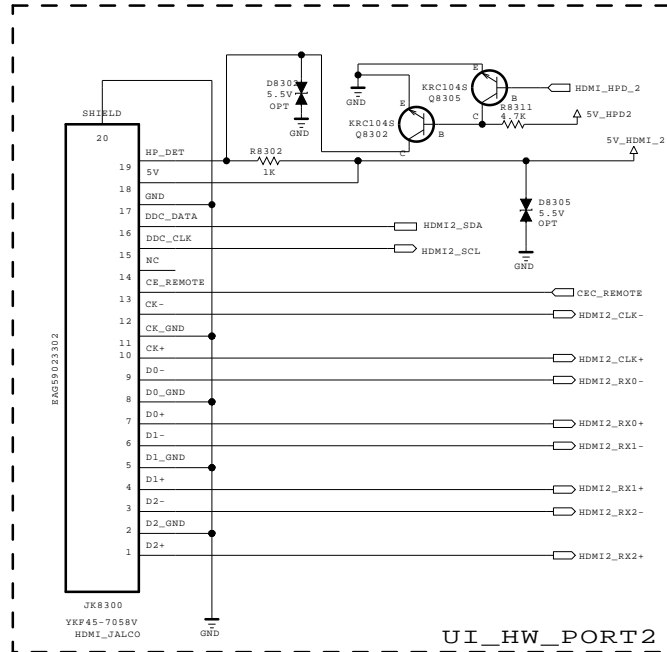 E
D8302
5.5V
OPT
GND
GND
KRC104S
Q8305
B
HDMI_HPD_2
E
KRC104S
Q8302
B
C
C
R8311
4.7K
5V_HPD2
5V_HDMI_2
SHIELD
20
19
HP_DET
R8302
1K
18
5V
D8305
5.5V
OPT
GND
17
GND
16
DDC_DATA
HDMI2_SDA
15
DDC_CLK
HDMI2_SCL
14
NC
13
CE_REMOTE
CEC_REMOTE
12
CK-
HDMI2_CLK-
11
CK_GND
10
CK+
HDMI2_CLK+
9
D0-
HDMI2_RX0-
8
D0_GND
7
D0+
HDMI2_RX0+
6
D1-
HDMI2_RX1-
5
D1_GND
4
D1+
HDMI2_RX1+
3
D2-
HDMI2_RX2-
2
D2_GND
1
D2+
HDMI2_RX2+
EAG59023302
JK8300
YKF45-7058V
HDMI_JALCO
GND
UI_HW_PORT2